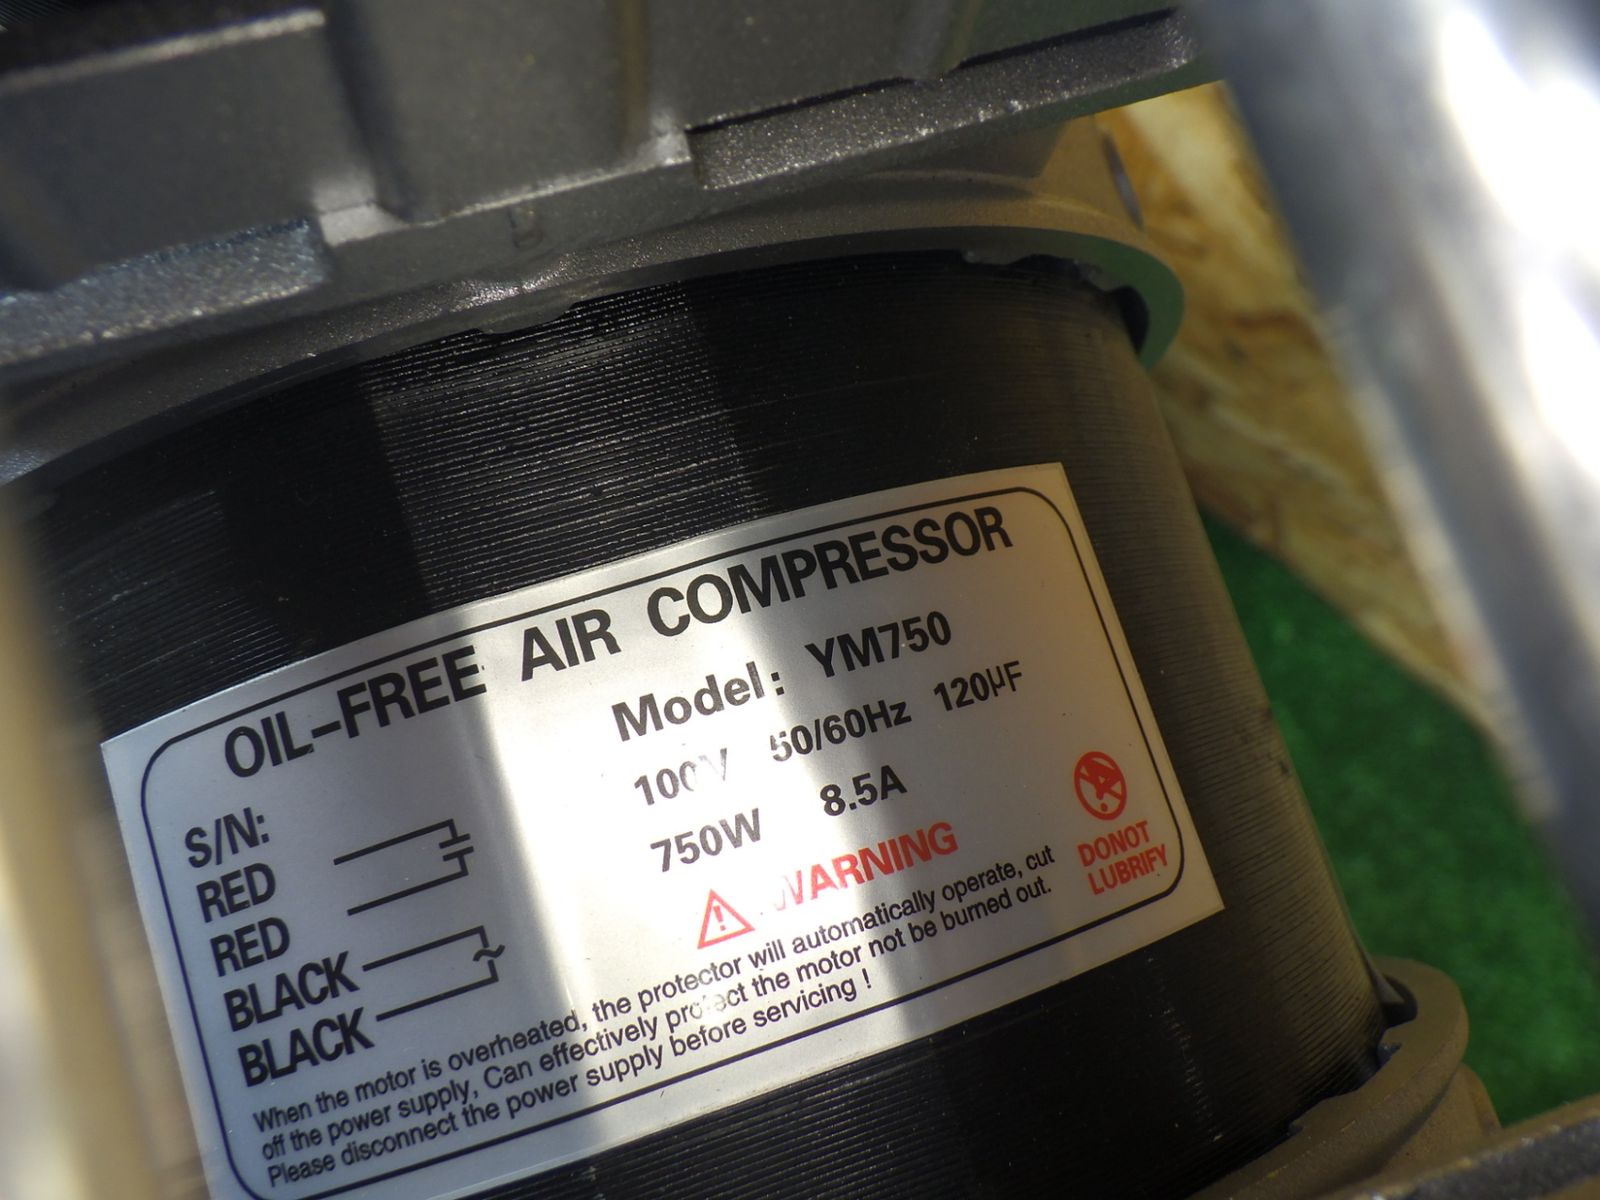 OIL-FREE AIR COMPRESSOR
Model: YM750
100V 50/60Hz 120μF
750W 8.5A
S/N:
RED
RED
BLACK
BLACK
WARNING
DONOT
LUBRIFY
When the motor is overheated, the protector will automatically operate, cut
off the power supply, Can effectively protect the motor not be burned out.
Please disconnect the power supply before servicing !